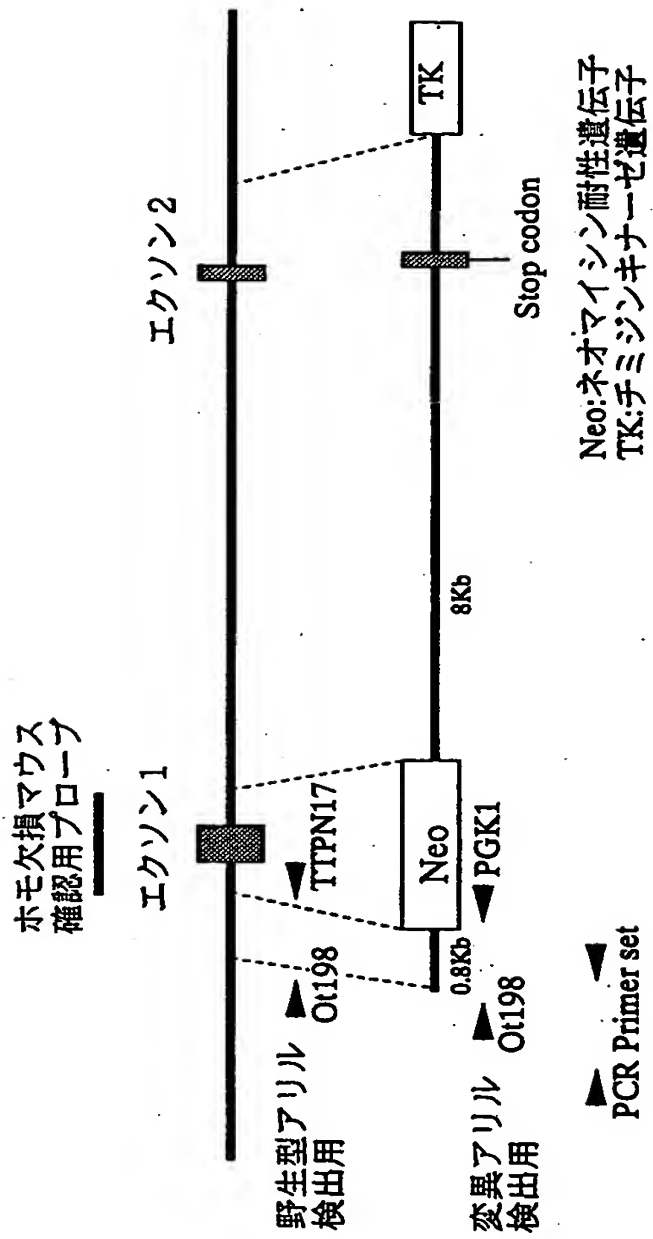 ホモ欠損マウス
確認用プローブ
エクソン1
エクソン2
野生型アリル
検出用
Ot198
TTPN17
Neo
TK
0.8Kb
8Kb
Stop codon
変異アリル
検出用
Ot198
PGK1
PCR Primer set
Neo:ネオマイシン耐性遺伝子
TK:チミジンキナーゼ遺伝子